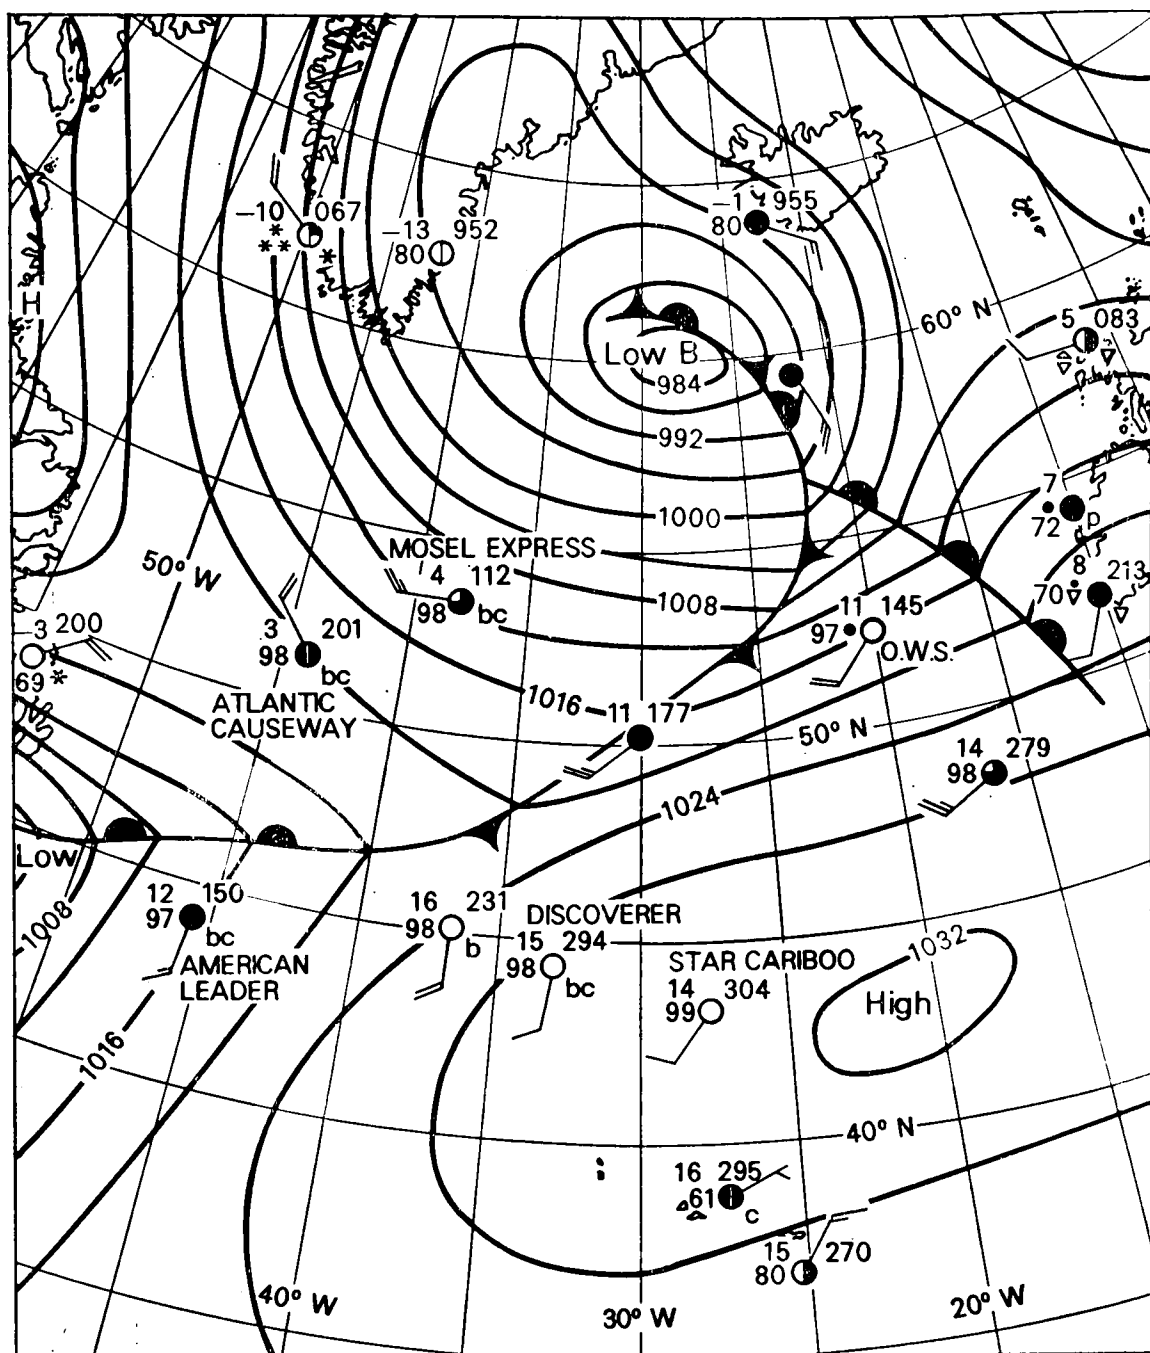 -10 067
-13 952
80
-1 955
80
60° N
5 083
H
Low B
984
992
7
72
p
1000
50° W
MOSEL EXPRESS
4 112
98
bc
1008
8 213
70
11 145
97
O.W.S.
-3 200
69
3 201
98
bc
ATLANTIC
CAUSEWAY
1016
11 177
50° N
14 279
98
1024
Low
1008
12 150
97
bc
AMERICAN
LEADER
16 231
98
b
DISCOVERER
15 294
98
bc
STAR CARIBOO
14 304
99
1032
High
1016
40° N
16 295
61
c
15 270
80
40° W
30° W
20° W